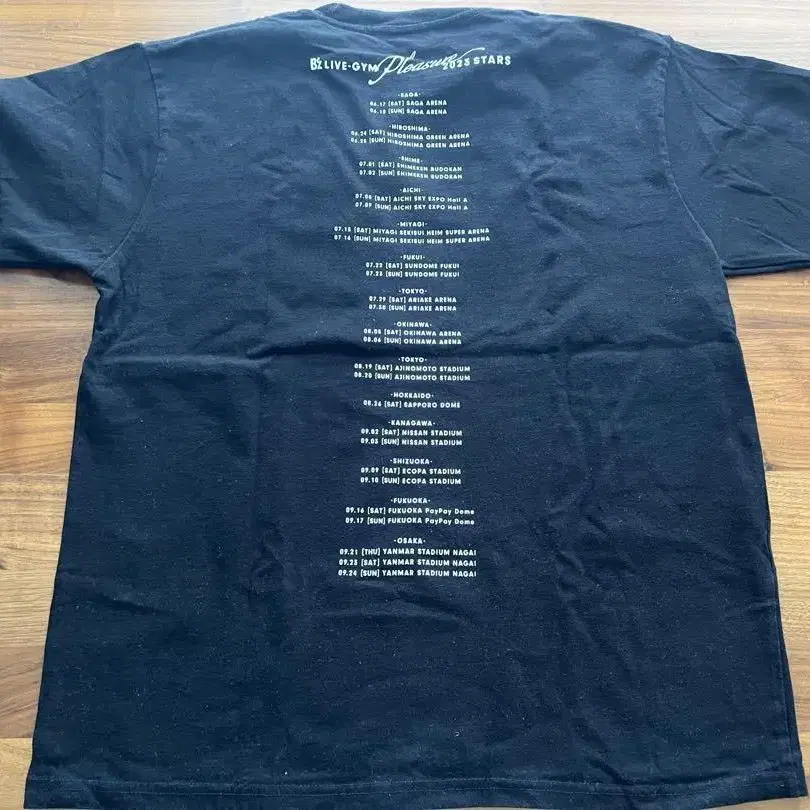 B'z LIVE-GYM Pleasure 2023 STARS
·SAGA·
06.17 [SAT] SAGA ARENA
06.18 [SUN] SAGA ARENA
·HIROSHIMA·
06.24 [SAT] HIROSHIMA GREEN ARENA
06.25 [SUN] HIROSHIMA GREEN ARENA
·EHIME·
07.01 [SAT] EHIMEKEN BUDOKAN
07.02 [SUN] EHIMEKEN BUDOKAN
·AICHI·
07.08 [SAT] AICHI SKY EXPO Hall A
07.09 [SUN] AICHI SKY EXPO Hall A
·MIYAGI·
07.15 [SAT] MIYAGI SEKISUI HEIM SUPER ARENA
07.16 [SUN] MIYAGI SEKISUI HEIM SUPER ARENA
·FUKUI·
07.22 [SAT] SUNDOME FUKUI
07.23 [SUN] SUNDOME FUKUI
·TOKYO·
07.29 [SAT] ARIAKE ARENA
07.30 [SUN] ARIAKE ARENA
·OKINAWA·
08.05 [SAT] OKINAWA ARENA
08.06 [SUN] OKINAWA ARENA
·TOKYO·
08.19 [SAT] AJINOMOTO STADIUM
08.20 [SUN] AJINOMOTO STADIUM
·HOKKAIDO·
08.26 [SAT] SAPPORO DOME
·KANAGAWA·
09.02 [SAT] NISSAN STADIUM
09.03 [SUN] NISSAN STADIUM
·SHIZUOKA·
09.09 [SAT] ECOPA STADIUM
09.10 [SUN] ECOPA STADIUM
·FUKUOKA·
09.16 [SAT] FUKUOKA PayPay Dome
09.17 [SUN] FUKUOKA PayPay Dome
·OSAKA·
09.21 [THU] YANMAR STADIUM NAGAI
09.23 [SAT] YANMAR STADIUM NAGAI
09.24 [SUN] YANMAR STADIUM NAGAI